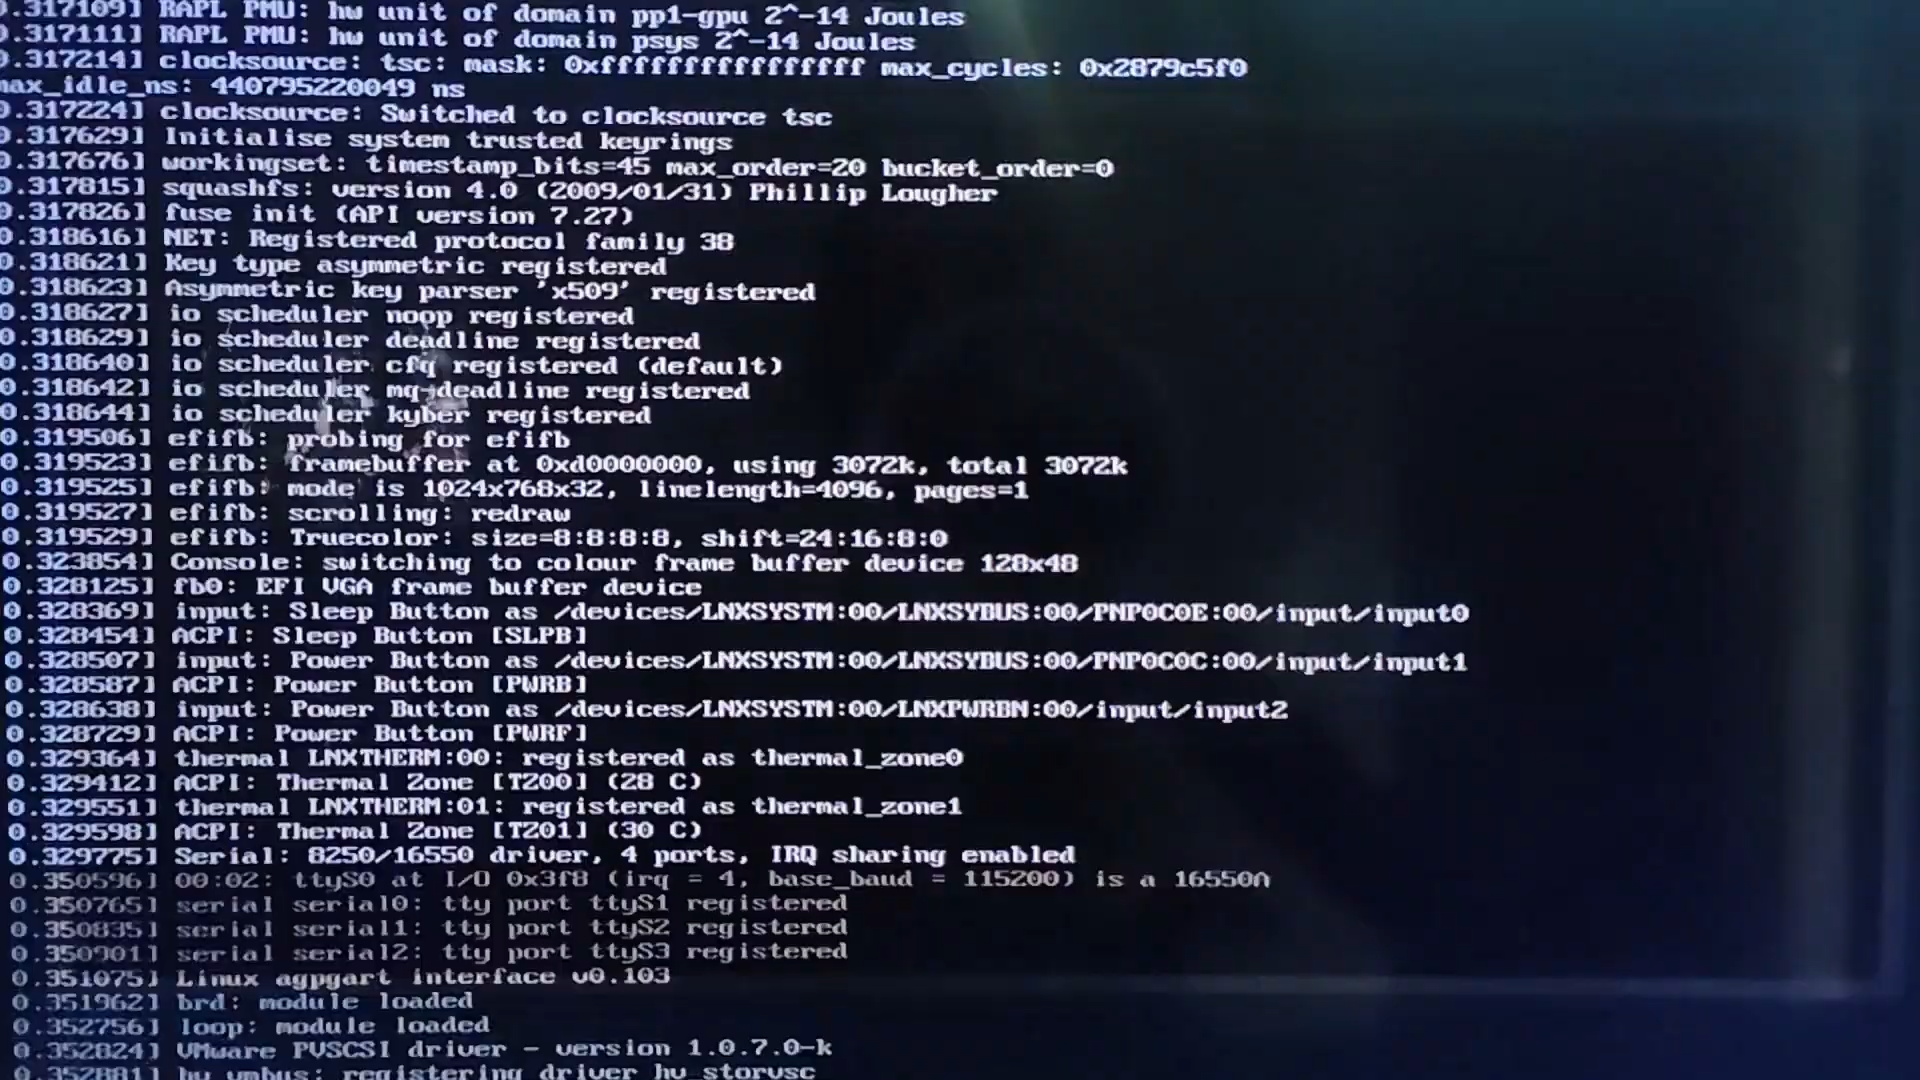 0.317109] RAPL PMU: hw unit of domain pp1-gpu 2^-14 Joules
0.317111] RAPL PMU: hw unit of domain psys 2^-14 Joules
0.317214] clocksource: tsc: mask: 0xffffffffffffffff max_cycles: 0x2879c5f0
max_idle_ns: 440795220049 ns
0.317224] clocksource: Switched to clocksource tsc
0.317629] Initialise system trusted keyrings
0.317676] workingset: timestamp_bits=45 max_order=20 bucket_order=0
0.317815] squashfs: version 4.0 (2009/01/31) Phillip Lougher
0.317826] fuse init (API version 7.27)
0.318616] NET: Registered protocol family 38
0.318621] Key type asymmetric registered
0.318623] Asymmetric key parser 'x509' registered
0.318627] io scheduler noop registered
0.318629] io scheduler deadline registered
0.318640] io scheduler cfq registered (default)
0.318642] io scheduler mq-deadline registered
0.318644] io scheduler kyber registered
0.319506] efifb: probing for efifb
0.319523] efifb: framebuffer at 0xd0000000, using 3072k, total 3072k
0.319525] efifb: mode is 1024x768x32, linelength=4096, pages=1
0.319527] efifb: scrolling: redraw
0.319529] efifb: Truecolor: size=8:8:8:8, shift=24:16:8:0
0.323854] Console: switching to colour frame buffer device 128x48
0.328125] fb0: EFI VGA frame buffer device
0.328369] input: Sleep Button as /devices/LNXSYSTM:00/LNXSYBUS:00/PNP0C0E:00/input/input0
0.328454] ACPI: Sleep Button [SLPB]
0.328507] input: Power Button as /devices/LNXSYSTM:00/LNXSYBUS:00/PNP0C0C:00/input/input1
0.328587] ACPI: Power Button [PWRB]
0.328638] input: Power Button as /devices/LNXSYSTM:00/LNXPWRBN:00/input/input2
0.328729] ACPI: Power Button [PWRF]
0.329364] thermal LNXTHERM:00: registered as thermal_zone0
0.329412] ACPI: Thermal Zone [TZ00] (28 C)
0.329551] thermal LNXTHERM:01: registered as thermal_zone1
0.329598] ACPI: Thermal Zone [TZ01] (30 C)
0.329775] Serial: 8250/16550 driver, 4 ports, IRQ sharing enabled
0.350596] 00:02: ttyS0 at I/O 0x3f8 (irq = 4, base_baud = 115200) is a 16550A
0.350765] serial serial0: tty port ttyS1 registered
0.350835] serial serial1: tty port ttyS2 registered
0.350901] serial serial2: tty port ttyS3 registered
0.351075] Linux agpgart interface v0.103
0.351962] brd: module loaded
0.352756] loop: module loaded
0.352824] VMware PVSCSI driver - version 1.0.7.0-k
0.352881] hv_vmbus: registering driver hv_storvsc